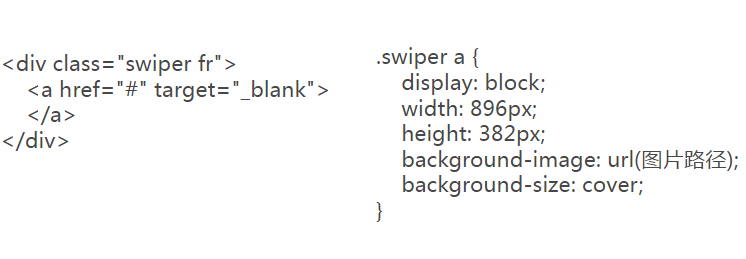 <div class="swiper fr">
    <a href="#" target="_blank">
    </a>
</div>
.swiper a {
    display: block;
    width: 896px;
    height: 382px;
    background-image: url(图片路径);
    background-size: cover;
}